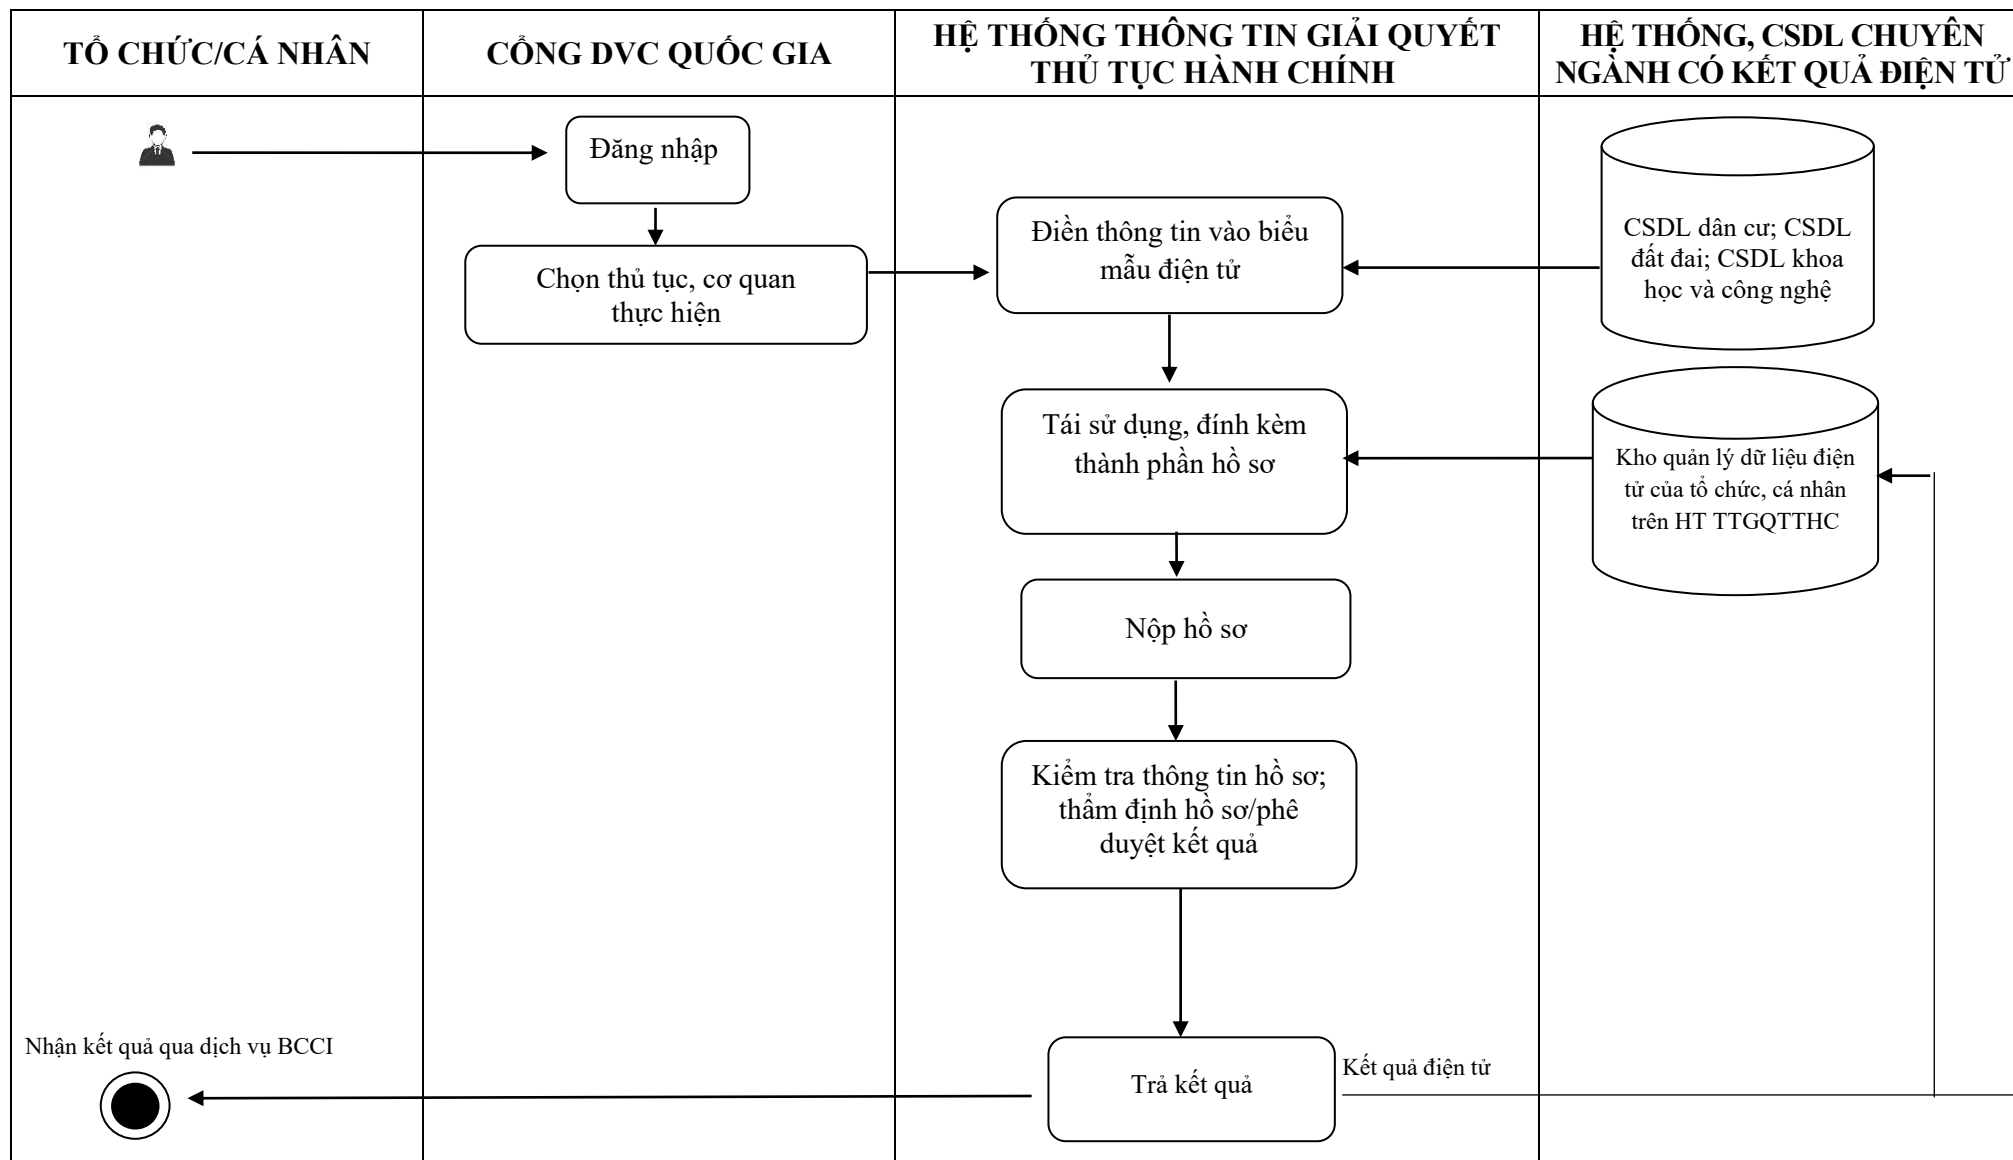 TỔ CHỨC/CÁ NHÂN
CỔNG DVC QUỐC GIA
HỆ THỐNG THÔNG TIN GIẢI QUYẾT
THỦ TỤC HÀNH CHÍNH
HỆ THỐNG, CSDL CHUYÊN
NGÀNH CÓ KẾT QUẢ ĐIỆN TỬ
Đăng nhập
Chọn thủ tục, cơ quan
thực hiện
Điền thông tin vào biểu
mẫu điện tử
CSDL dân cư; CSDL
đất đai; CSDL khoa
học và công nghệ
Tái sử dụng, đính kèm
thành phần hồ sơ
Kho quản lý dữ liệu điện
tử của tổ chức, cá nhân
trên HT TTGQTTHC
Nộp hồ sơ
Kiểm tra thông tin hồ sơ;
thẩm định hồ sơ/phê
duyệt kết quả
Nhận kết quả qua dịch vụ BCCI
Trả kết quả
Kết quả điện tử